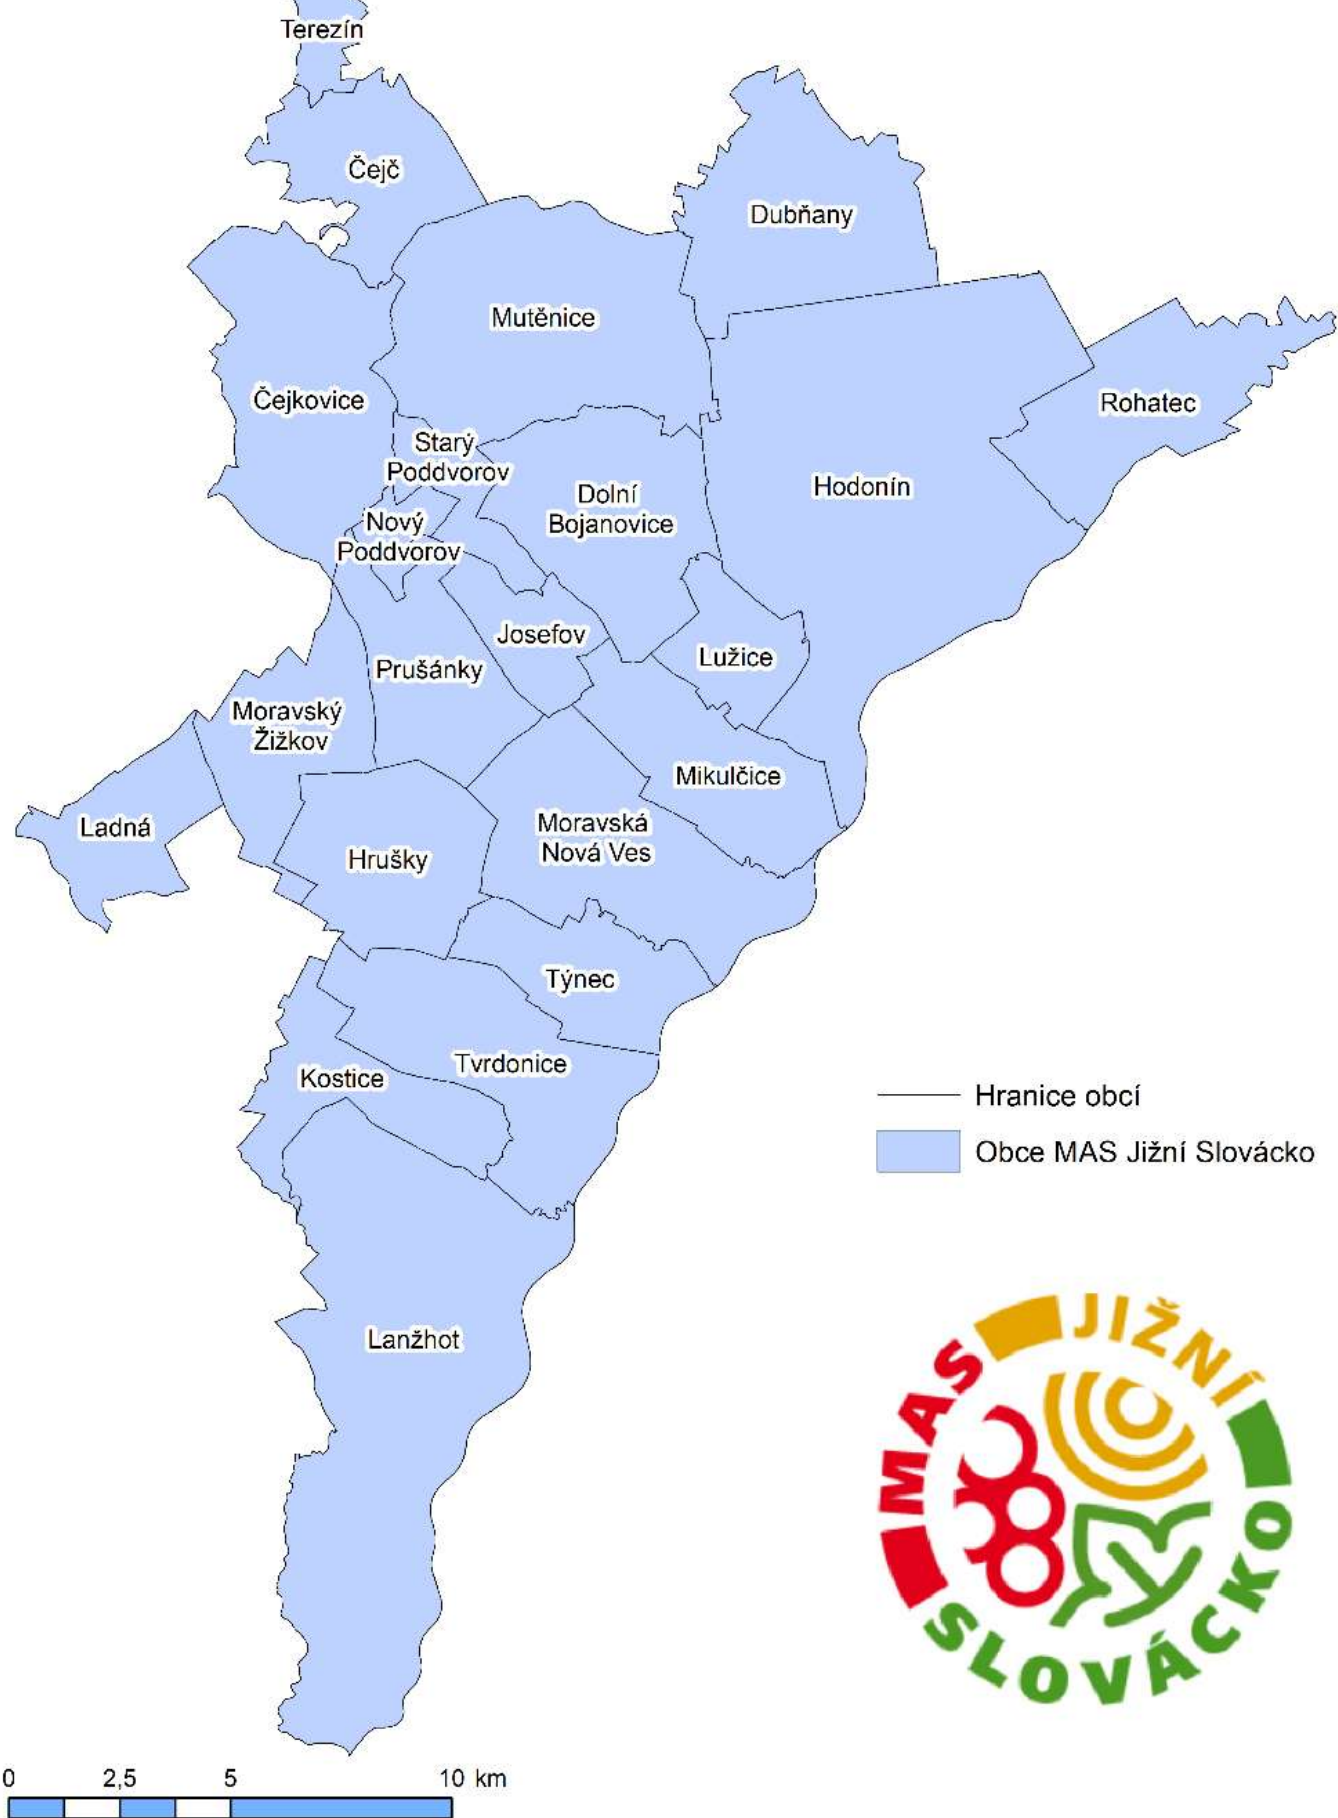 Terezín
Čejč
Dubňany
Mutěnice
Čejkovice
Rohatec
Starý
Poddvorov
Hodonín
Dolní
Bojanovice
Nový
Poddvorov
Josefov
Lužice
Prušánky
Moravský
Žižkov
Mikulčice
Ladná
Moravská
Nová Ves
Hrušky
Týnec
Tvrdonice
Kostice
Hranice obcí
Obce MAS Jižní Slovácko
Lanžhot
MAS JIŽNÍ
SLOVÁCKO
0 2,5 5 10 km